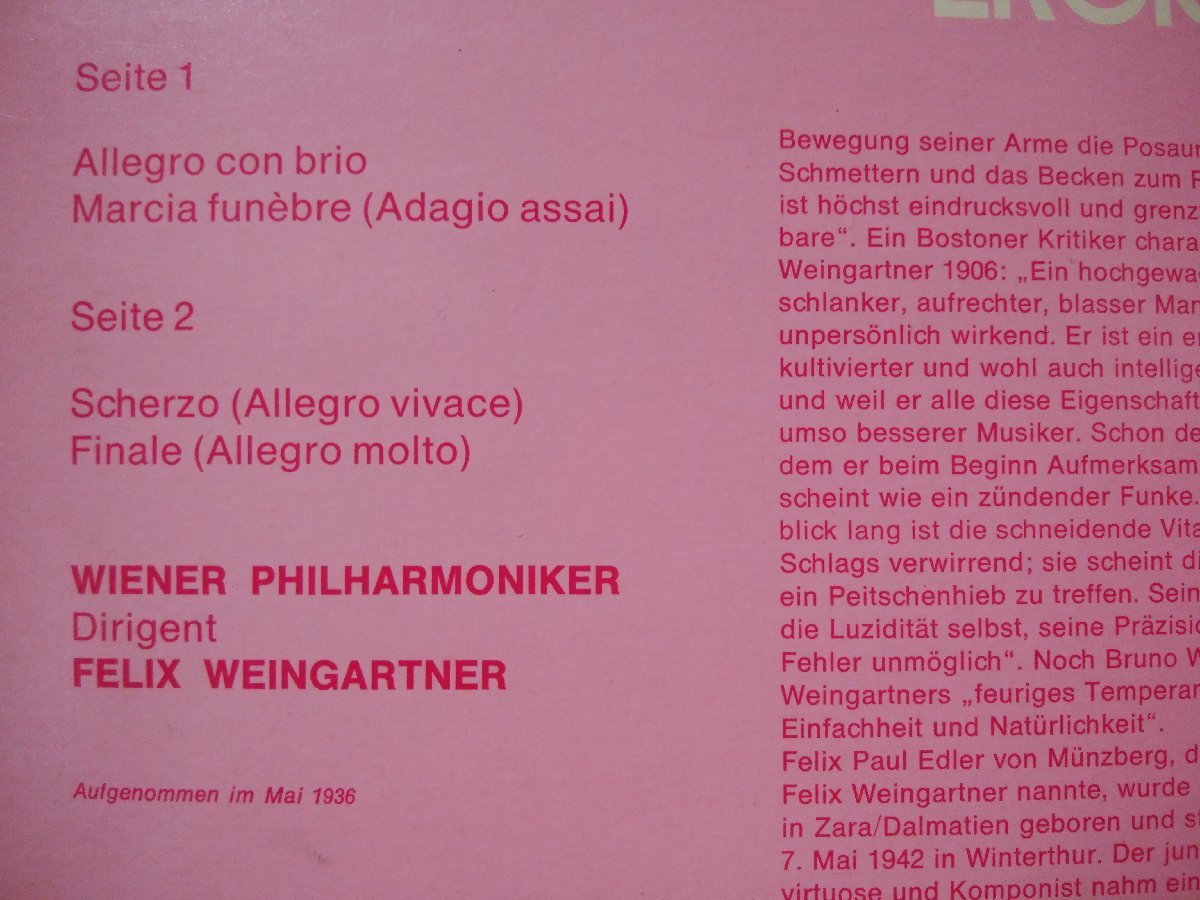 Seite 1
Allegro con brio
Marcia funèbre (Adagio assai)
Seite 2
Scherzo (Allegro vivace)
Finale (Allegro molto)
WIENER PHILHARMONIKER
Dirigent
FELIX WEINGARTNER
Aufgenommen im Mai 1936
Bewegung seiner Arme die
Schmettern und das Becken zum
ist höchst eindrucksvoll und
bare“. Ein Bostoner Kritiker
Weingartner 1906: „Ein
schlanker, aufrechter, blasser
unpersönlich wirkend. Er ist ein
kultivierter und wohl auch
und weil er alle diese
umso besserer Musiker. Schon
dem er beim Beginn
scheint wie ein zündender Funke.
blick lang ist die schneidende
Schlags verwirrend; sie scheint
ein Peitschenhieb zu treffen.
die Luzidität selbst, seine
Fehler unmöglich“. Noch Bruno
Weingartners „feuriges
Einfachheit und Natürlichkeit“.
Felix Paul Edler von Münzberg,
Felix Weingartner nannte, wurde
in Zara/Dalmatien geboren und
7. Mai 1942 in Winterthur. Der
virtuose und Komponist nahm